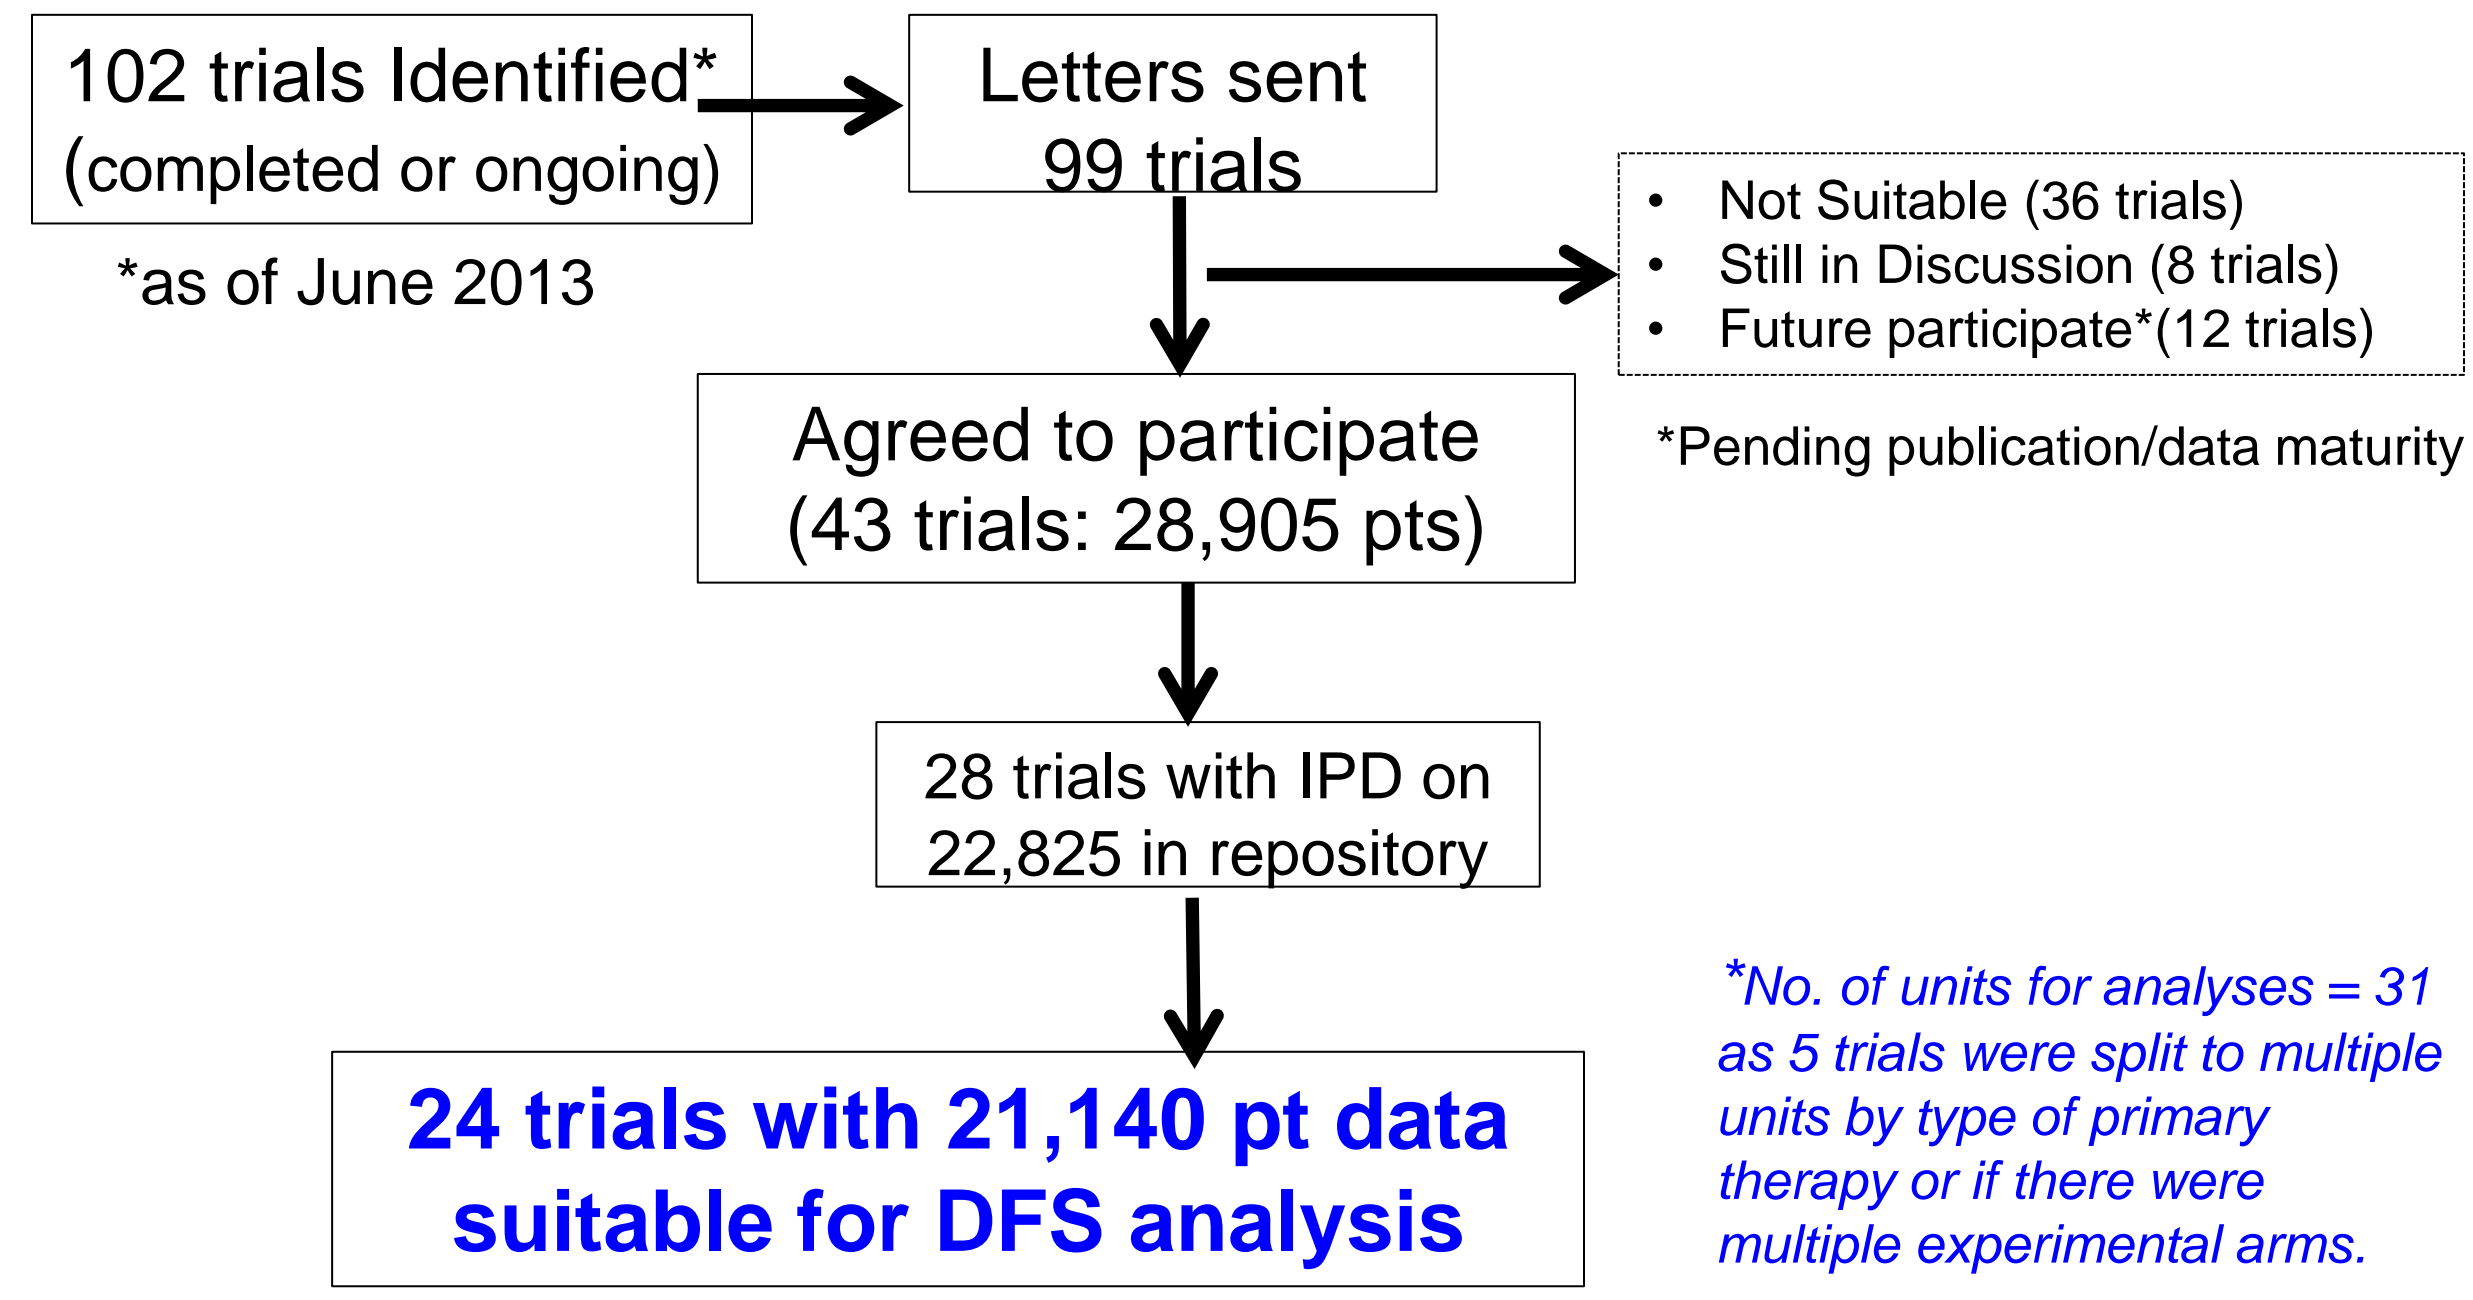 102 trials Identified*
(completed or ongoing)
*as of June 2013
Letters sent
99 trials
• Not Suitable (36 trials)
• Still in Discussion (8 trials)
• Future participate*(12 trials)
*Pending publication/data maturity
Agreed to participate
(43 trials: 28,905 pts)
28 trials with IPD on
22,825 in repository
24 trials with 21,140 pt data
suitable for DFS analysis
*No. of units for analyses = 31
as 5 trials were split to multiple
units by type of primary
therapy or if there were
multiple experimental arms.